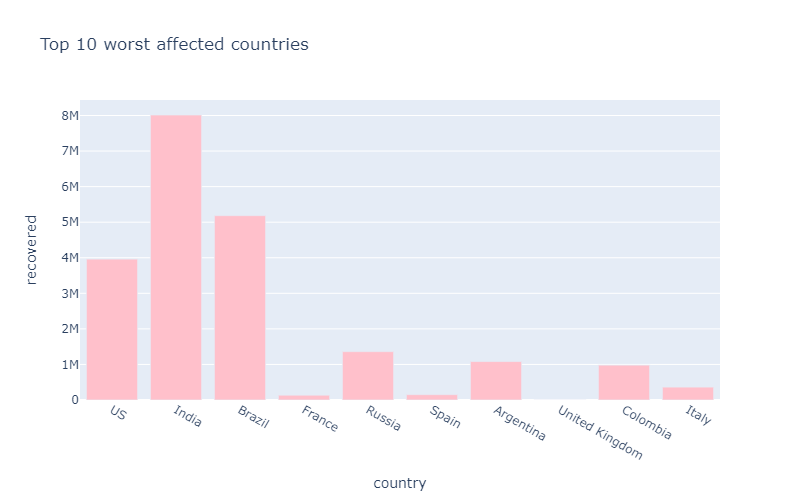 Top 10 worst affected countries
8M
7M
6M
5M
4M
3M
2M
1M
0
recovered
US
India
Brazil
France
Russia
Spain
Argentina
United Kingdom
Colombia
Italy
country